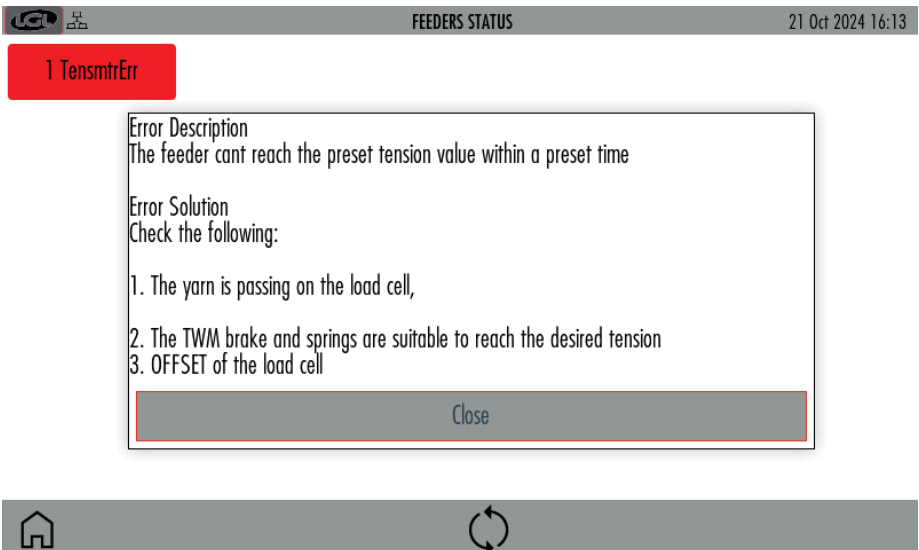 LGL
FEEDERS STATUS
21 Oct 2024 16:13
1 TensmtrErr
Error Description
The feeder cant reach the preset tension value within a preset time
Error Solution
Check the following:
1. The yarn is passing on the load cell,
2. The TWM brake and springs are suitable to reach the desired tension
3. OFFSET of the load cell
Close